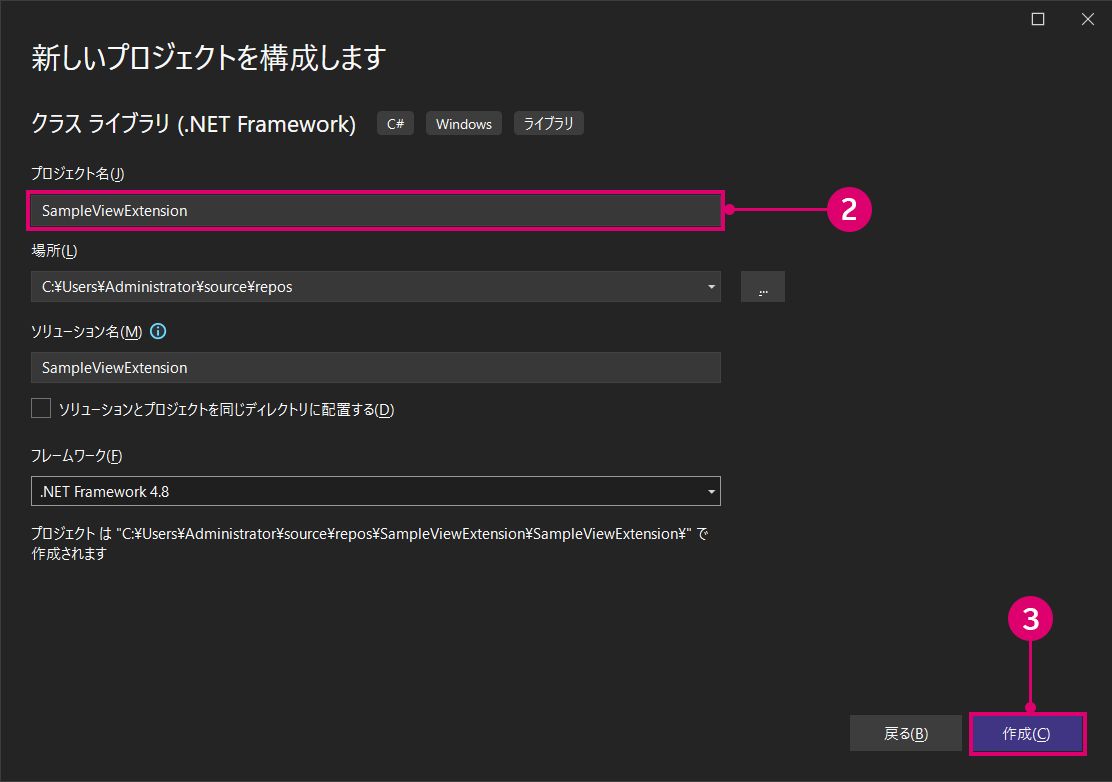 新しいプロジェクトを構成します
クラス ライブラリ (.NET Framework) C# Windows ライブラリ
プロジェクト名(J)
SampleViewExtension
2
場所(L)
C:¥Users¥Administrator¥source¥repos
...
ソリューション名(M)
SampleViewExtension
ソリューションとプロジェクトを同じディレクトリに配置する(D)
フレームワーク(F)
.NET Framework 4.8
プロジェクト は "C:¥Users¥Administrator¥source¥repos¥SampleViewExtension¥SampleViewExtension¥" で
作成されます
3
戻る(B) 作成(C)